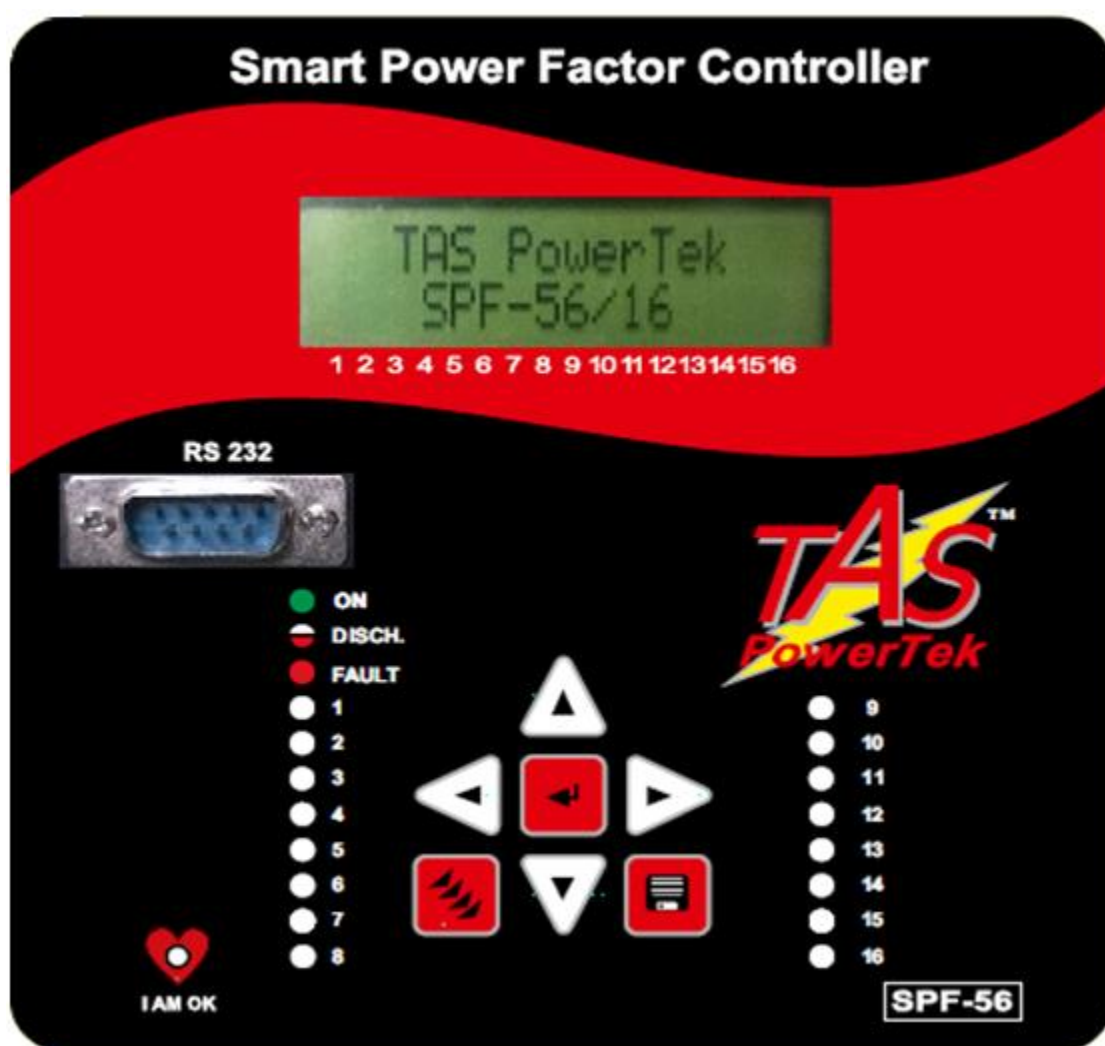 Smart Power Factor Controller
TAS PowerTek
SPF-56/16
1 2 3 4 5 6 7 8 9 10 11 12 13 14 15 16
RS 232
TAS™
PowerTek
ON
DISCH.
FAULT
1
2
3
4
5
6
7
8
9
10
11
12
13
14
15
16
I AM OK
SPF-56